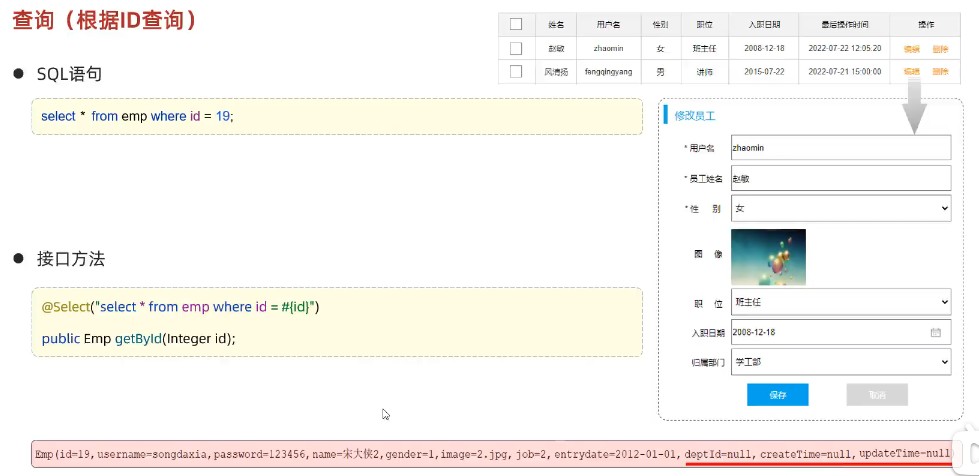 查询（根据ID查询）
● SQL语句
select * from emp where id = 19;
● 接口方法
@Select("select * from emp where id = #{id}")
public Emp getById(Integer id);
姓名 用户名 性别 职位 入职日期 最后操作时间 操作
赵敏 zhaomin 女 班主任 2008-12-18 2022-07-22 12:05:20 编辑 删除
风清扬 fengqingyang 男 讲师 2015-07-22 2022-07-21 15:00:00 编辑 删除
修改员工
* 用户名 zhaomin
* 员工姓名 赵敏
* 性 别 女
图 像
职 位 班主任
入职日期 2008-12-18
归属部门 学工部
保存 取消
Emp(id=19,username=songdaxia,password=123456,name=宋大侠2,gender=1,image=2.jpg,job=2,entrydate=2012-01-01,deptId=null,createTime=null,updateTime=null)